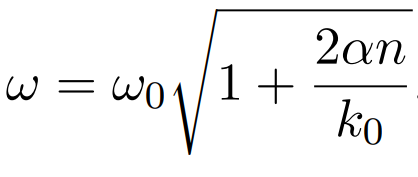 ω = ω₀√(1 + 2αn/k₀).